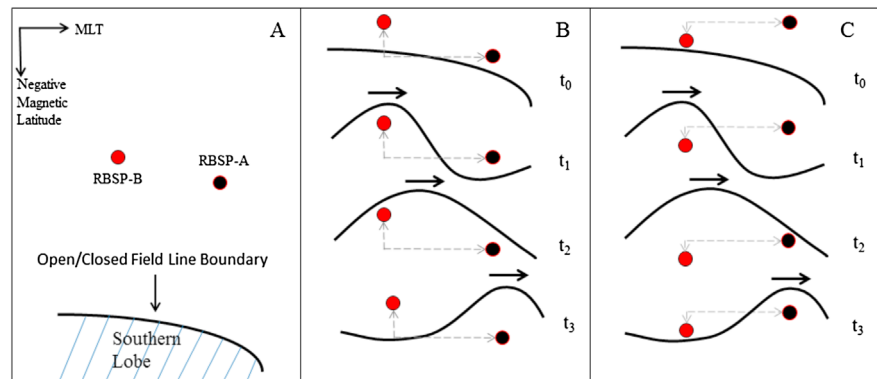 MLT
A
Negative
Magnetic
Latitude
RBSP-B
RBSP-A
Open/Closed Field Line Boundary
Southern
Lobe
B
t0
t1
t2
t3
C
t0
t1
t2
t3